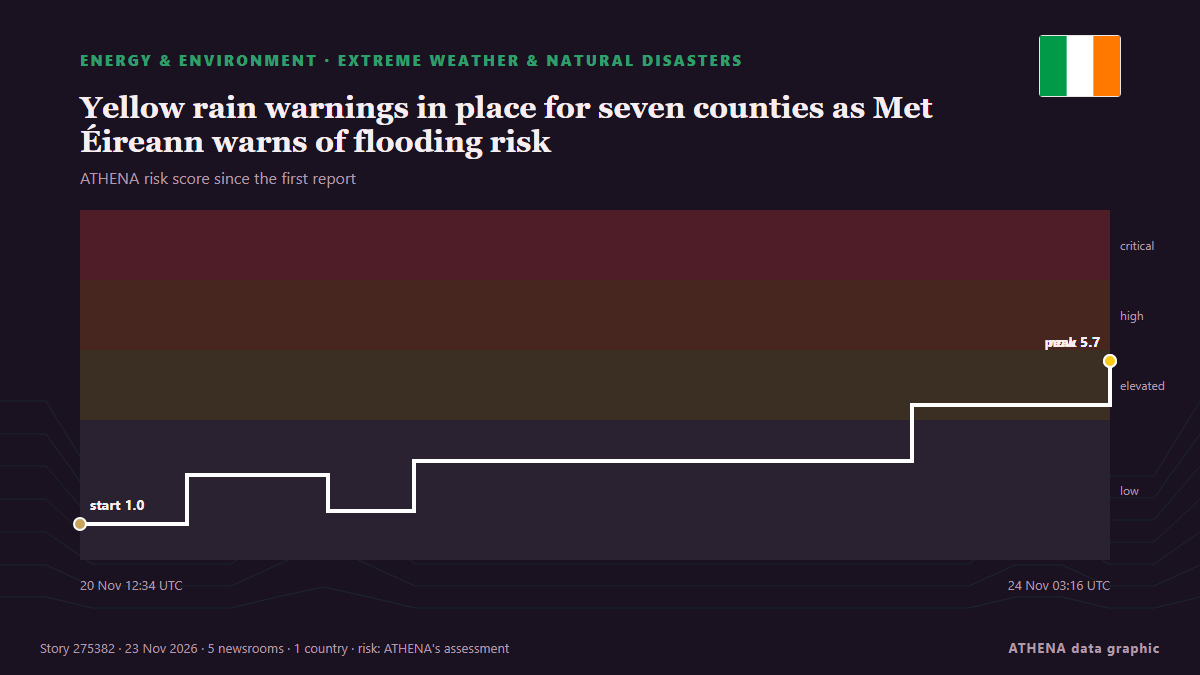 ENERGY & ENVIRONMENT · EXTREME WEATHER & NATURAL DISASTERS
Yellow rain warnings in place for seven counties as Met
Éireann warns of flooding risk
ATHENA risk score since the first report
critical
high
peak 5.7
elevated
start 1.0
low
20 Nov 12:34 UTC
24 Nov 03:16 UTC
Story 275382 · 23 Nov 2026 · 5 newsrooms · 1 country · risk: ATHENA's assessment
ATHENA data graphic